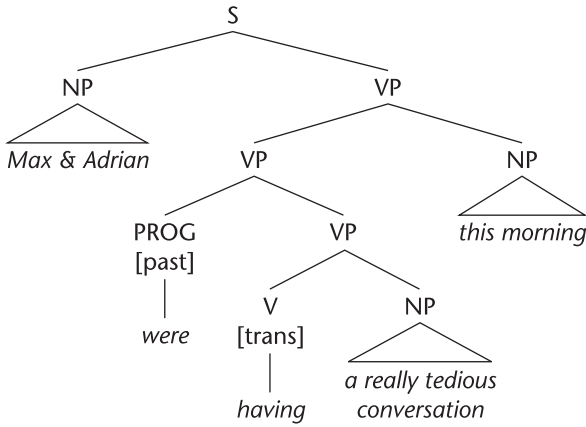 S
NP
VP
Max & Adrian
VP
NP
PROG
[past]
VP
this morning
were
V
[trans]
NP
having
a really tedious
conversation